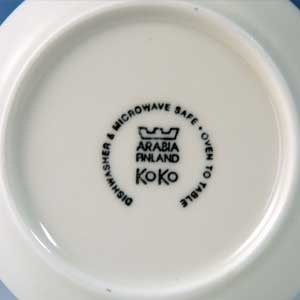 DISHWASHER & MICROWAVE SAFE • OVEN TO TABLE
ARABIA
FINLAND
KoKo